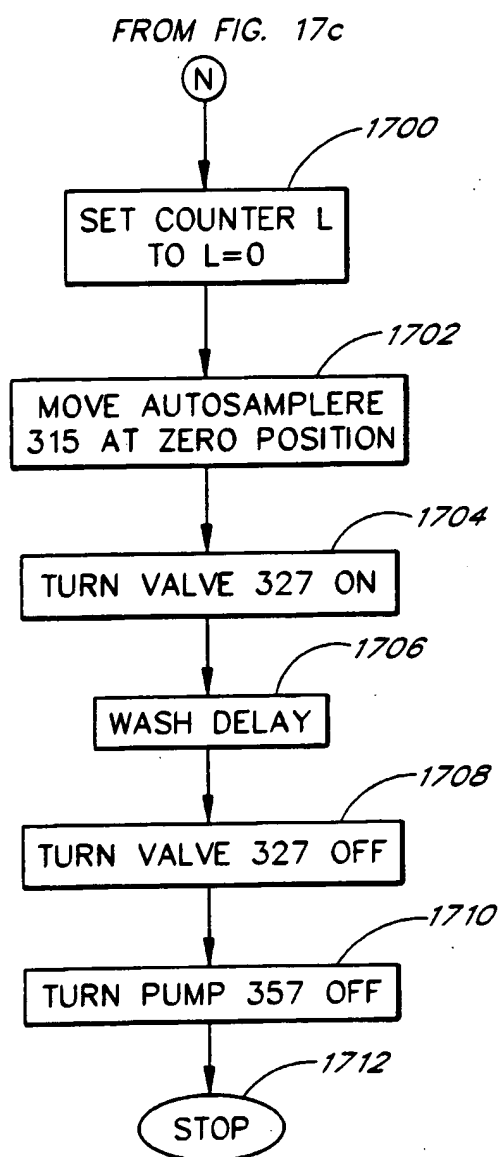 FROM FIG. 17c
N
1700
SET COUNTER L
TO L=0
1702
MOVE AUTOSAMPLERE
315 AT ZERO POSITION
1704
TURN VALVE 327 ON
1706
WASH DELAY
1708
TURN VALVE 327 OFF
1710
TURN PUMP 357 OFF
1712
STOP